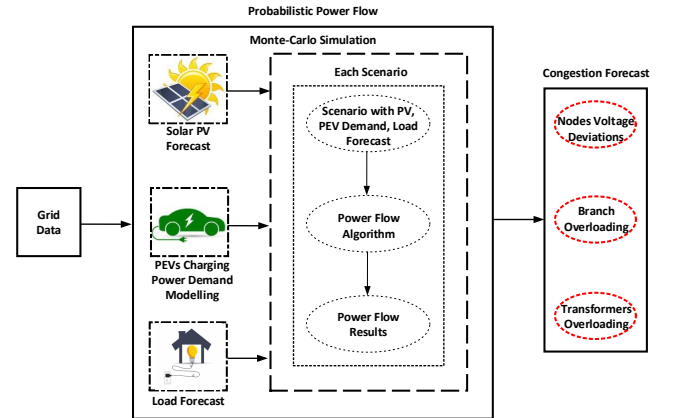 Probabilistic Power Flow
Monte-Carlo Simulation
Each Scenario
Congestion Forecast
Solar PV
Forecast
Scenario with PV,
PEV Demand, Load
Forecast
Nodes Voltage
Deviations
Grid
Data
PEVs Charging
Power Demand
Modelling
Power Flow
Algorithm
Branch
Overloading
Load Forecast
Power Flow
Results
Transformers
Overloading